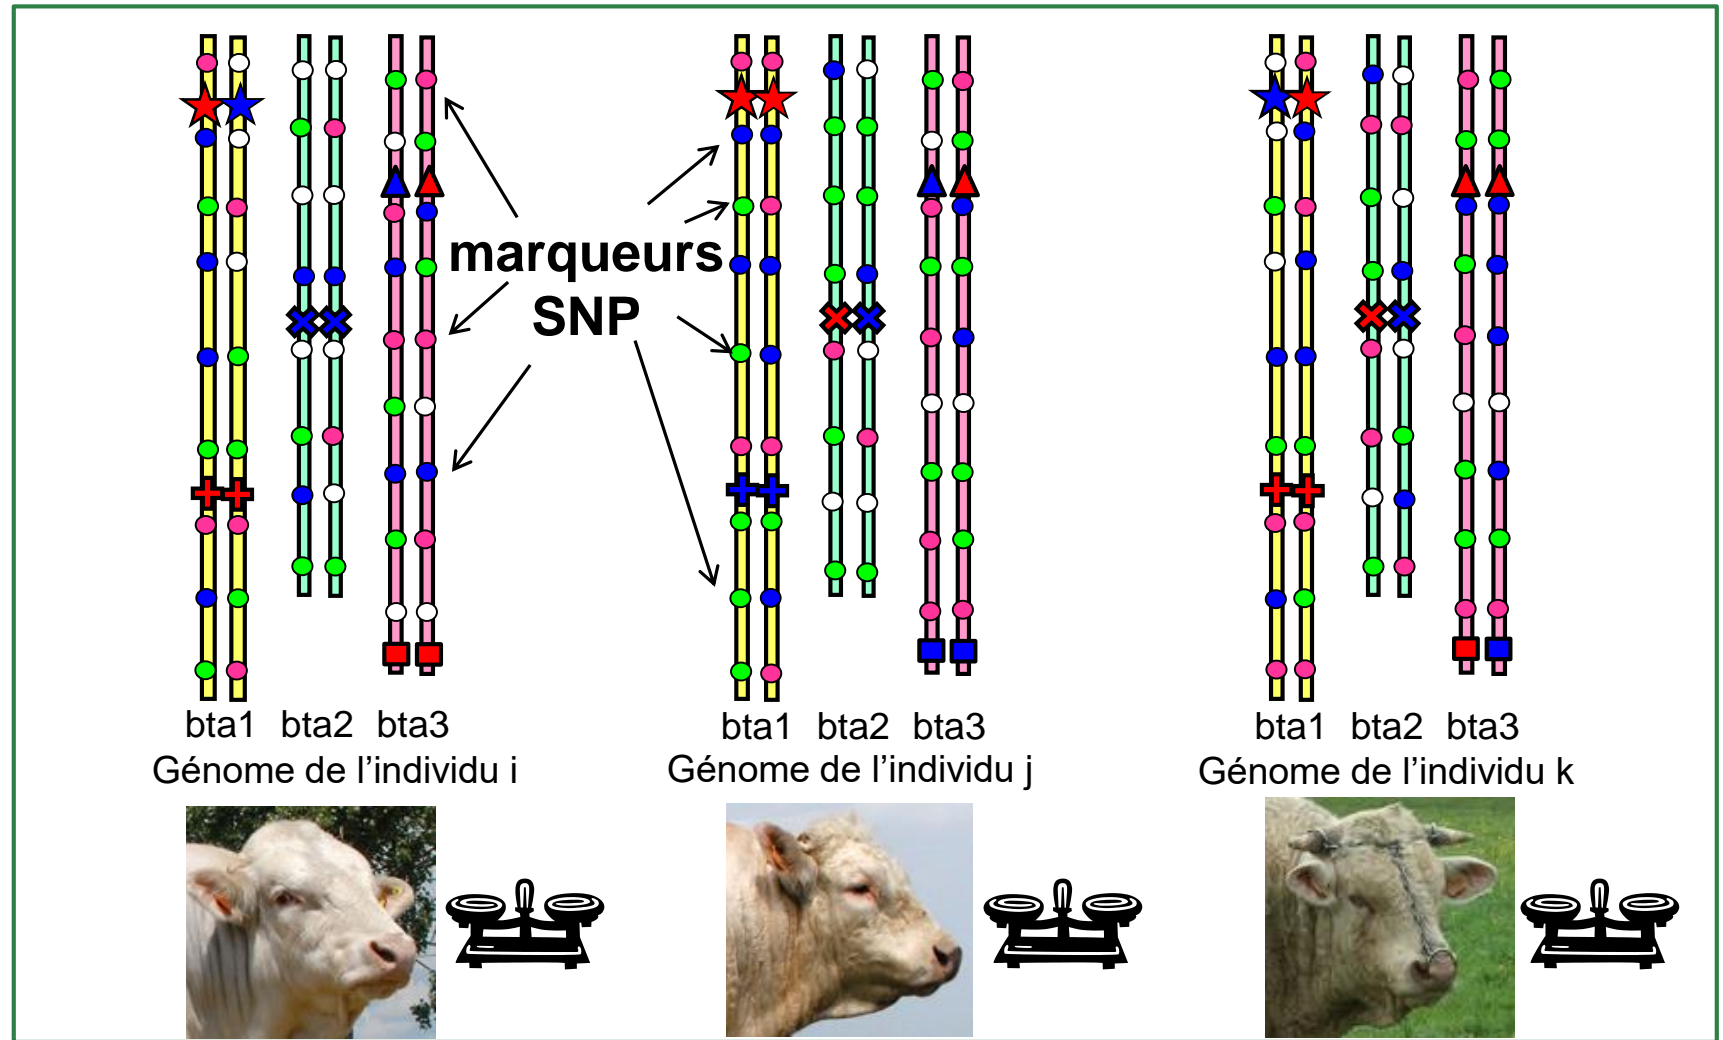 marqueurs
SNP
bta1 bta2 bta3
Génome de l'individu i
bta1 bta2 bta3
Génome de l'individu j
bta1 bta2 bta3
Génome de l'individu k